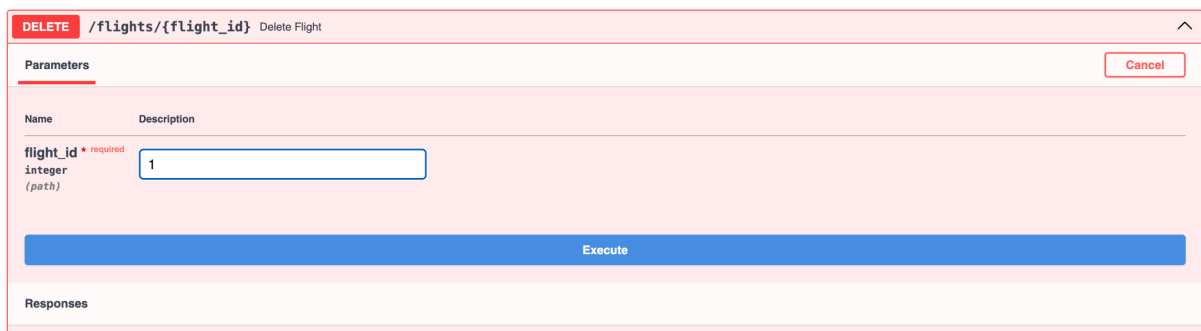 DELETE /flights/{flight_id} Delete Flight
Parameters Cancel
Name Description
flight_id * required
integer
(path)
1
Execute
Responses